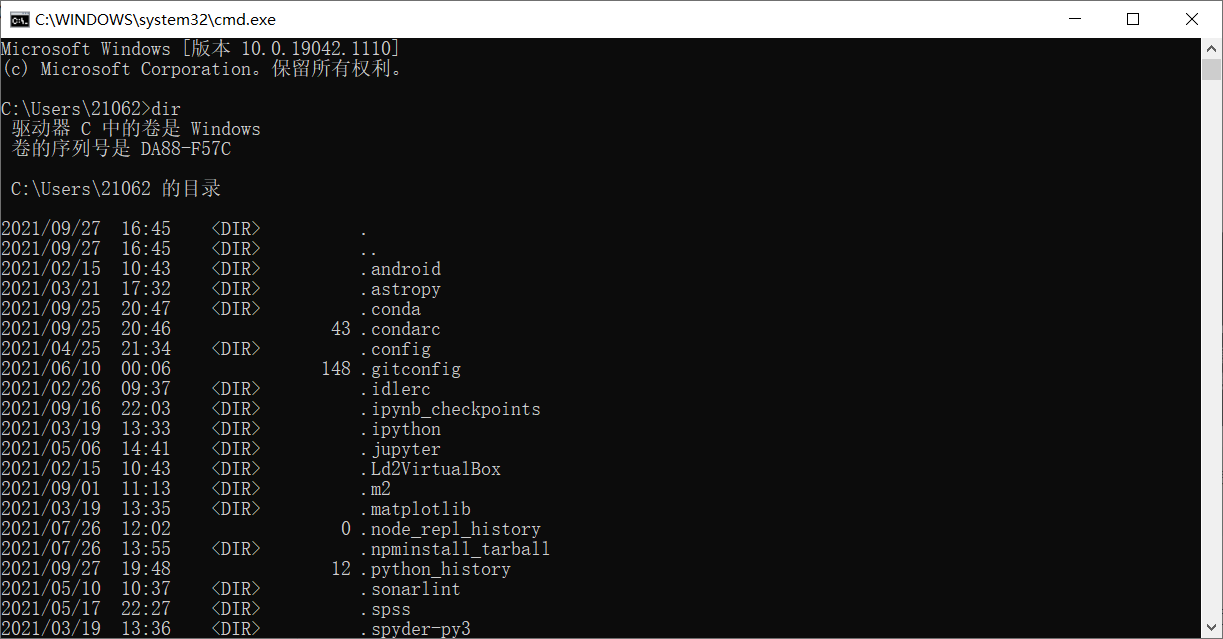 C:\WINDOWS\system32\cmd.exe
Microsoft Windows [版本 10.0.19042.1110]
(c) Microsoft Corporation。保留所有权利。
C:\Users\21062>dir
驱动器 C 中的卷是 Windows
卷的序列号是 DA88-F57C
C:\Users\21062 的目录
2021/09/27  16:45    <DIR>          .
2021/09/27  16:45    <DIR>          ..
2021/02/15  10:43    <DIR>          .android
2021/03/21  17:32    <DIR>          .astropy
2021/09/25  20:47    <DIR>          .conda
2021/09/25  20:46                43 .condarc
2021/04/25  21:34    <DIR>          .config
2021/06/10  00:06               148 .gitconfig
2021/02/26  09:37    <DIR>          .idlerc
2021/09/16  22:03    <DIR>          .ipynb_checkpoints
2021/03/19  13:33    <DIR>          .ipython
2021/05/06  14:41    <DIR>          .jupyter
2021/02/15  10:43    <DIR>          .Ld2VirtualBox
2021/09/01  11:13    <DIR>          .m2
2021/03/19  13:35    <DIR>          .matplotlib
2021/07/26  12:02                 0 .node_repl_history
2021/07/26  13:55    <DIR>          .npminstall_tarball
2021/09/27  19:48                12 .python_history
2021/05/10  10:37    <DIR>          .sonarlint
2021/05/17  22:27    <DIR>          .spss
2021/03/19  13:36    <DIR>          .spyder-py3